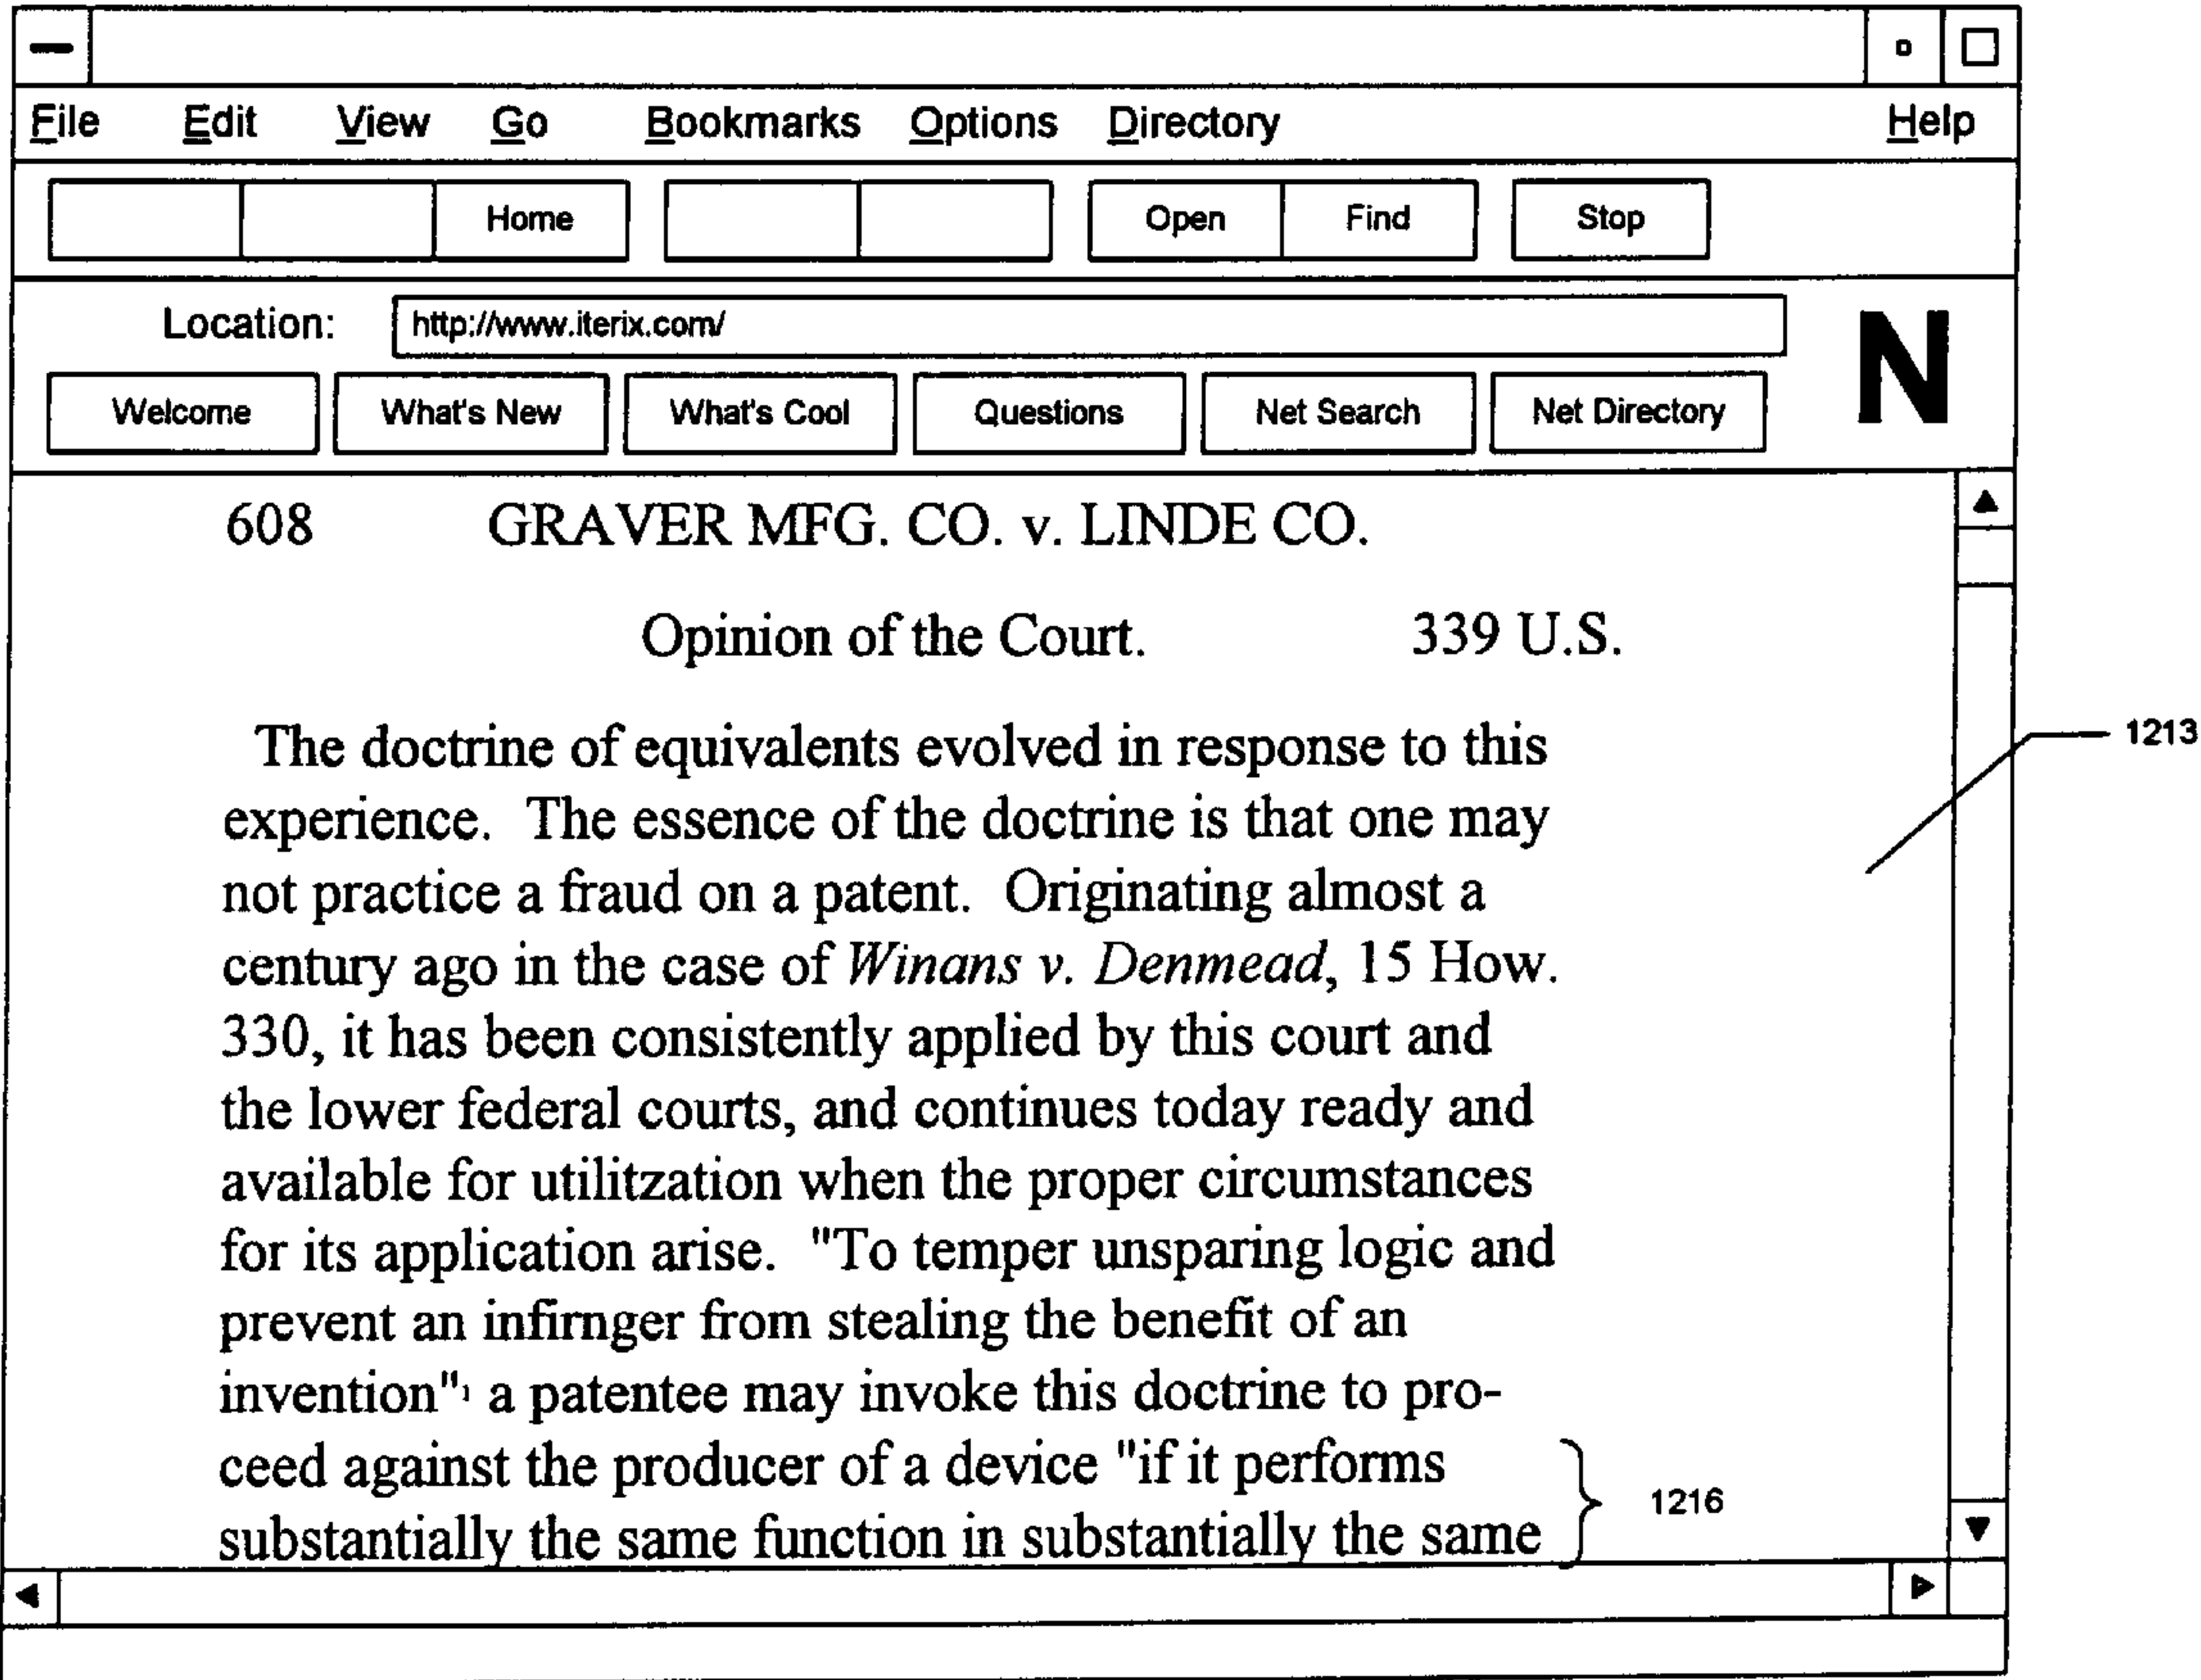 File Edit View Go Bookmarks Options Directory Help
Home Open Find Stop
Location: http://www.iterix.com/
N
Welcome What's New What's Cool Questions Net Search Net Directory
608 GRAVER MFG. CO. v. LINDE CO.
Opinion of the Court. 339 U.S.
The doctrine of equivalents evolved in response to this
1213
experience. The essence of the doctrine is that one may
not practice a fraud on a patent. Originating almost a
century ago in the case of Winans v. Denmead, 15 How.
330, it has been consistently applied by this court and
the lower federal courts, and continues today ready and
available for utilitzation when the proper circumstances
for its application arise. "To temper unsparing logic and
prevent an infirnger from stealing the benefit of an
invention"¹ a patentee may invoke this doctrine to pro-
ceed against the producer of a device "if it performs
1216
substantially the same function in substantially the same